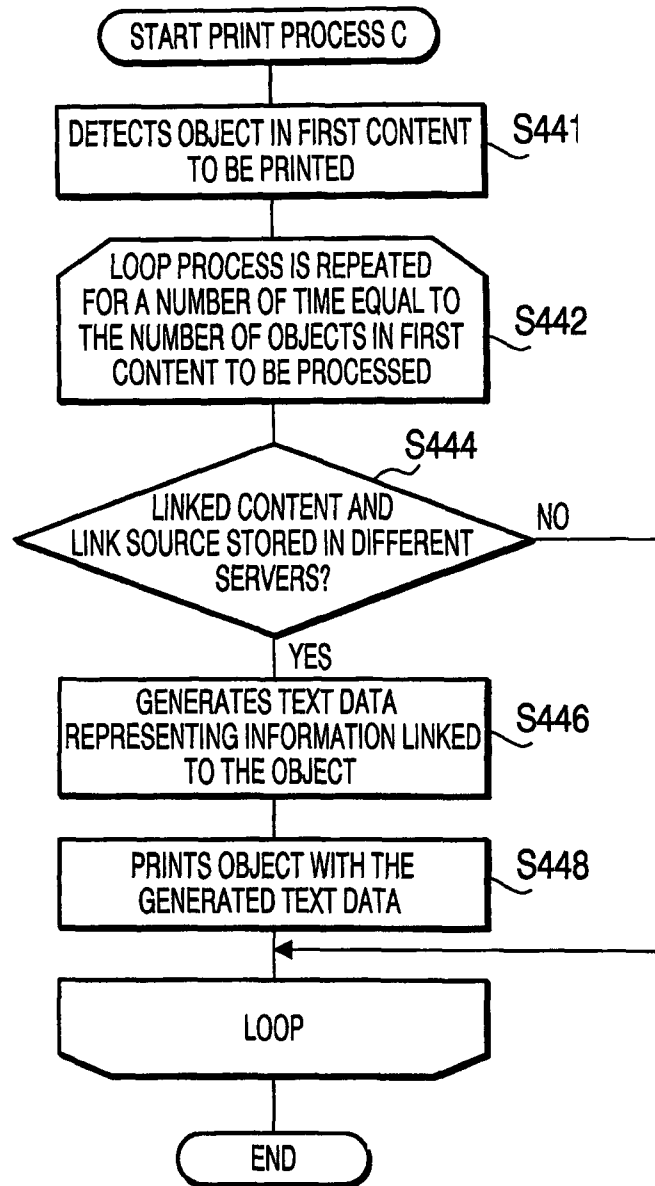 START PRINT PROCESS C
DETECTS OBJECT IN FIRST CONTENT
TO BE PRINTED
S441
LOOP PROCESS IS REPEATED
FOR A NUMBER OF TIME EQUAL TO
THE NUMBER OF OBJECTS IN FIRST
CONTENT TO BE PROCESSED
S442
S444
LINKED CONTENT AND
LINK SOURCE STORED IN DIFFERENT
SERVERS?
NO
YES
GENERATES TEXT DATA
REPRESENTING INFORMATION LINKED
TO THE OBJECT
S446
PRINTS OBJECT WITH THE
GENERATED TEXT DATA
S448
LOOP
END